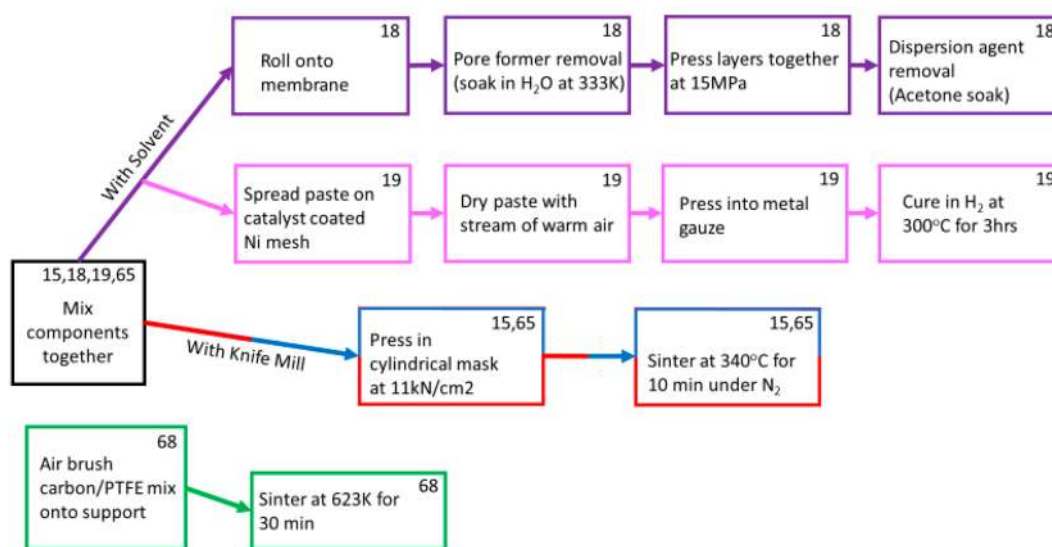 18
Roll onto
membrane
18
Pore former removal
(soak in H₂O at 333K)
18
Press layers together
at 15MPa
18
Dispersion agent
removal
(Acetone soak)
With Solvent
19
Spread paste on
catalyst coated
Ni mesh
19
Dry paste with
stream of warm air
19
Press into metal
gauze
19
Cure in H₂ at
300°C for 3hrs
15,18,19,65
Mix
components
together
With Knife Mill
15,65
Press in
cylindrical mask
at 11kN/cm2
15,65
Sinter at 340°C for
10 min under N₂
68
Air brush
carbon/PTFE mix
onto support
68
Sinter at 623K for
30 min